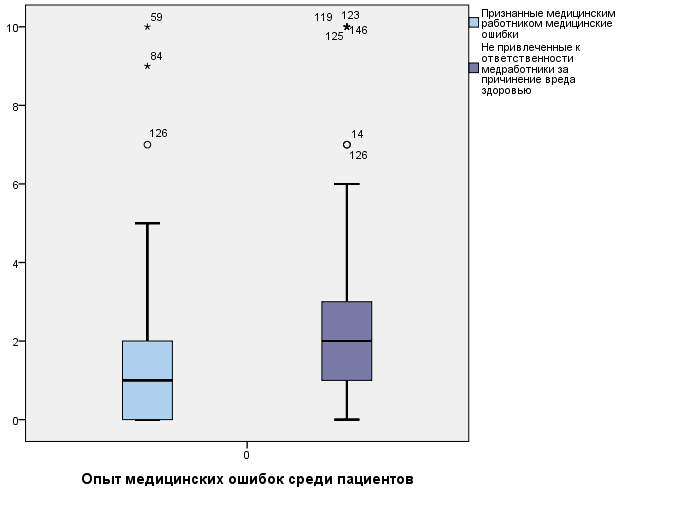 59
119 123
10
146
125
84
8
126
14
126
6
4
2
0
0
Опыт медицинских ошибок среди пациентов
Признанные медицинским
работником медицинские
ошибки
Не привлеченные к
ответственности
медработники за
причинение вреда
здоровью